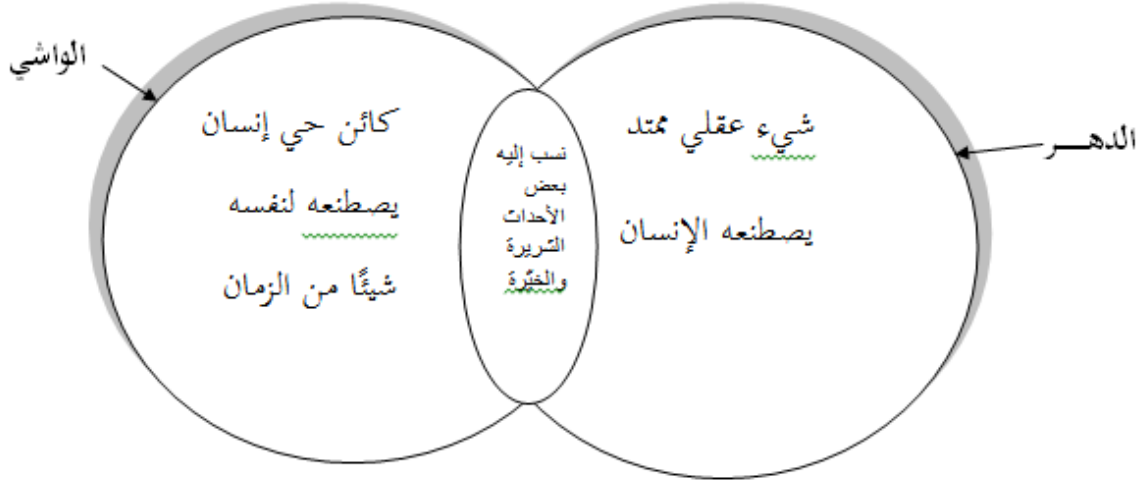 الدهـــر
شيء عقلي ممتد
يصطنعه الإنسان
نسب إليه
بعض
الأحداث
الشريرة
والخيّرة
الواشي
كائن حي إنسان
يصطنعه لنفسه
شيئًا من الزمان